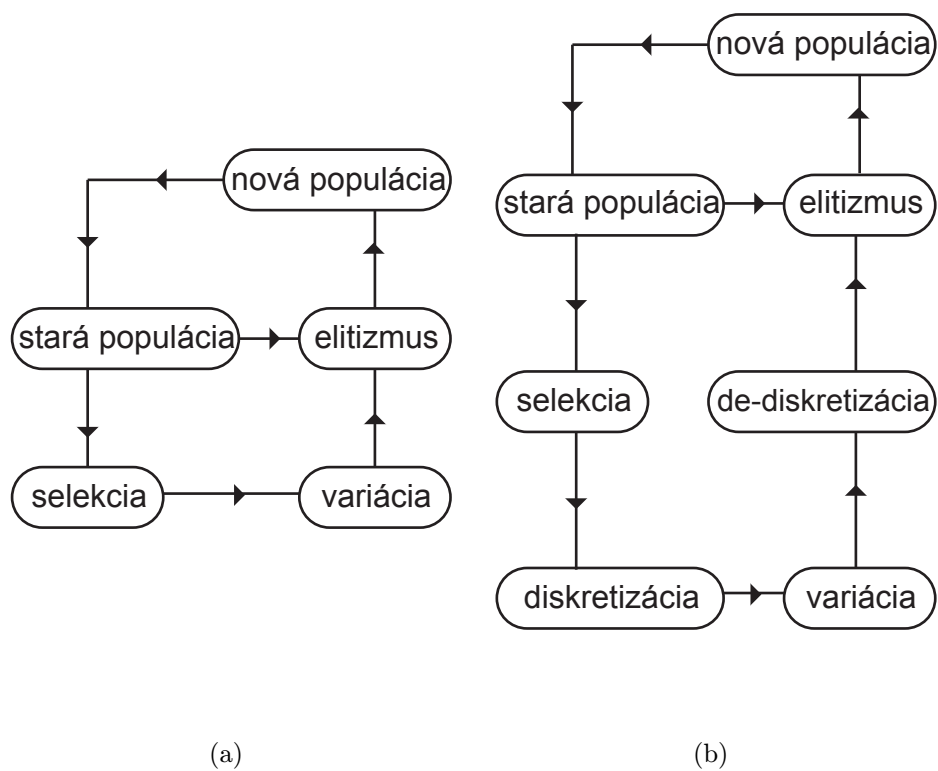 nová populácia
stará populácia
elitizmus
selekcia
variácia
(a)
nová populácia
stará populácia
elitizmus
selekcia
de-diskretizácia
diskretizácia
variácia
(b)